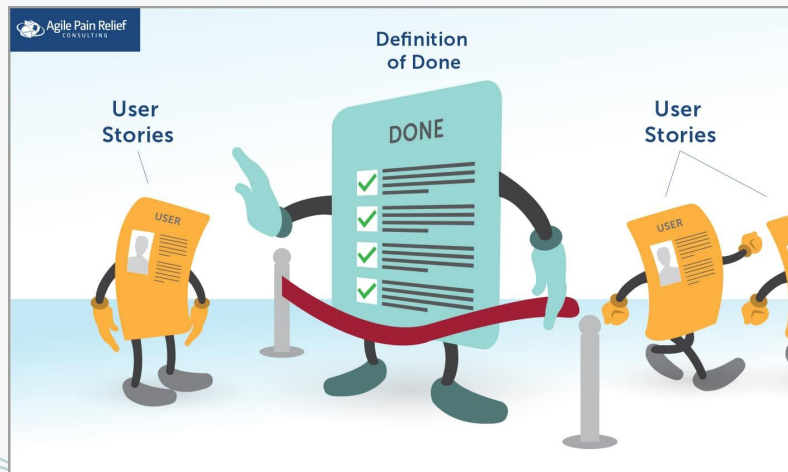 Agile Pain Relief
CONSULTING
Definition
of Done
User
Stories
User
Stories
DONE
USER
USER